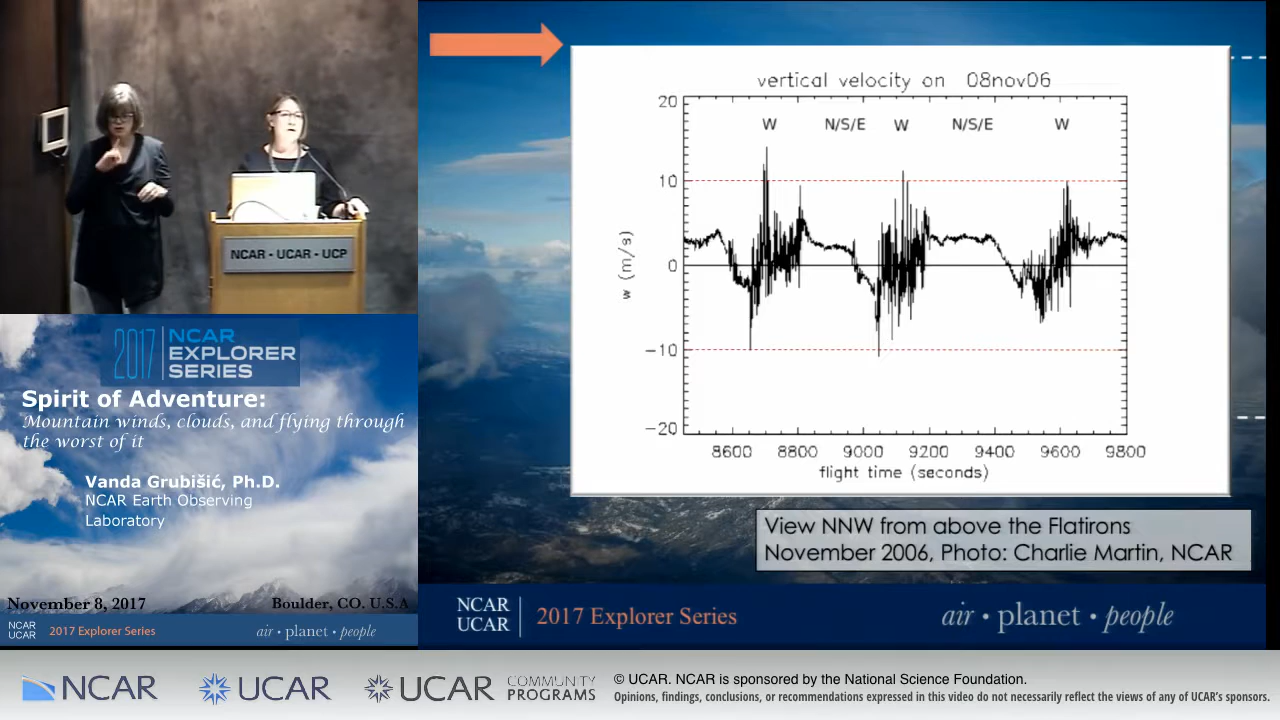 NCAR - UCAR - UCP
2017
NCAR
EXPLORER
SERIES
Spirit of Adventure:
Mountain winds, clouds, and flying through
the worst of it
Vanda Grubišić, Ph.D.
NCAR Earth Observing
Laboratory
November 8, 2017
Boulder, CO. U.S.A
NCAR
UCAR
2017 Explorer Series
air • planet • people
vertical velocity on 08nov06
W N/S/E W N/S/E W
20
10
0
-10
-20
w (m/s)
8600 8800 9000 9200 9400 9600 9800
flight time (seconds)
View NNW from above the Flatirons
November 2006, Photo: Charlie Martin, NCAR
NCAR
UCAR
2017 Explorer Series
air • planet • people
NCAR
UCAR
UCAR
COMMUNITY
PROGRAMS
© UCAR. NCAR is sponsored by the National Science Foundation.
Opinions, findings, conclusions, or recommendations expressed in this video do not necessarily reflect the views of any of UCAR's sponsors.